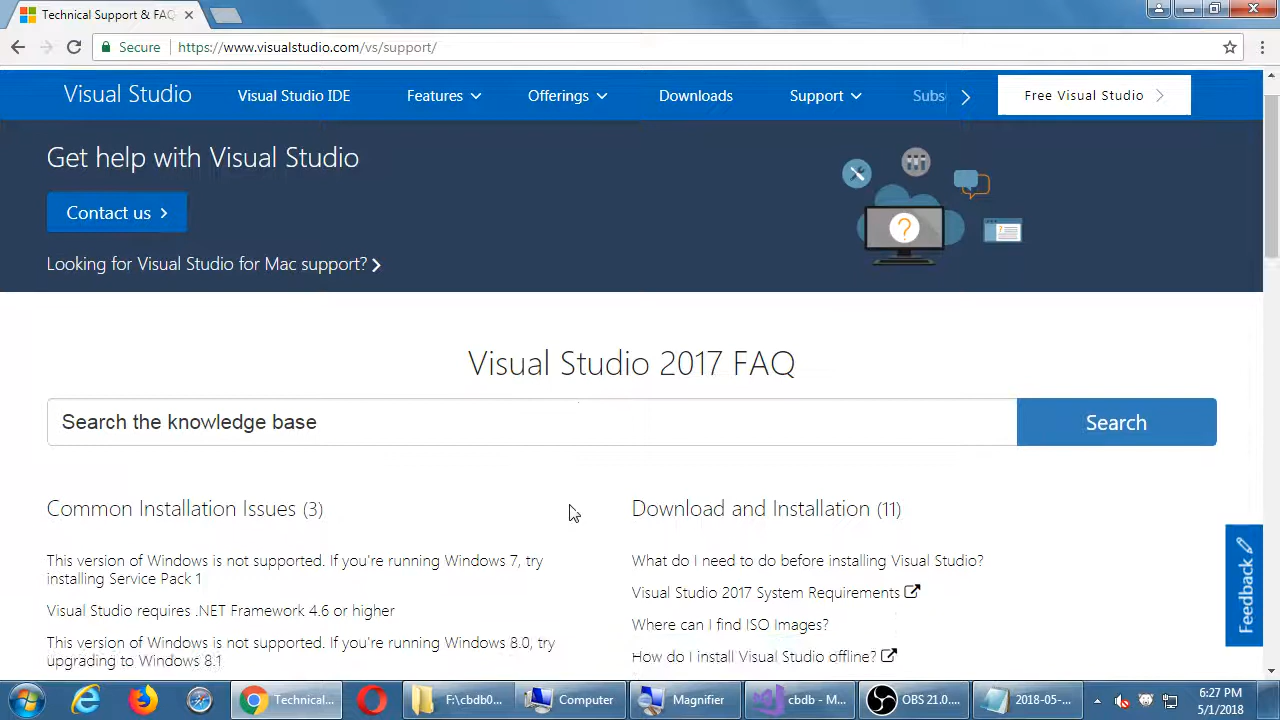 Technical Support & FAQ
Secure
https://www.visualstudio.com/vs/support/
Visual Studio
Visual Studio IDE
Features
Offerings
Downloads
Support
Subs
Free Visual Studio
Get help with Visual Studio
Contact us
Looking for Visual Studio for Mac support?
?
Visual Studio 2017 FAQ
Search the knowledge base
Search
Common Installation Issues (3)
This version of Windows is not supported. If you're running Windows 7, try
installing Service Pack 1
Visual Studio requires .NET Framework 4.6 or higher
This version of Windows is not supported. If you're running Windows 8.0, try
upgrading to Windows 8.1
Download and Installation (11)
What do I need to do before installing Visual Studio?
Visual Studio 2017 System Requirements
Where can I find ISO Images?
How do I install Visual Studio offline?
Feedback
Technical...
F:\cbdb0...
Computer
Magnifier
cbdb - M...
OBS 21.0....
2018-05-...
6:27 PM
5/1/2018